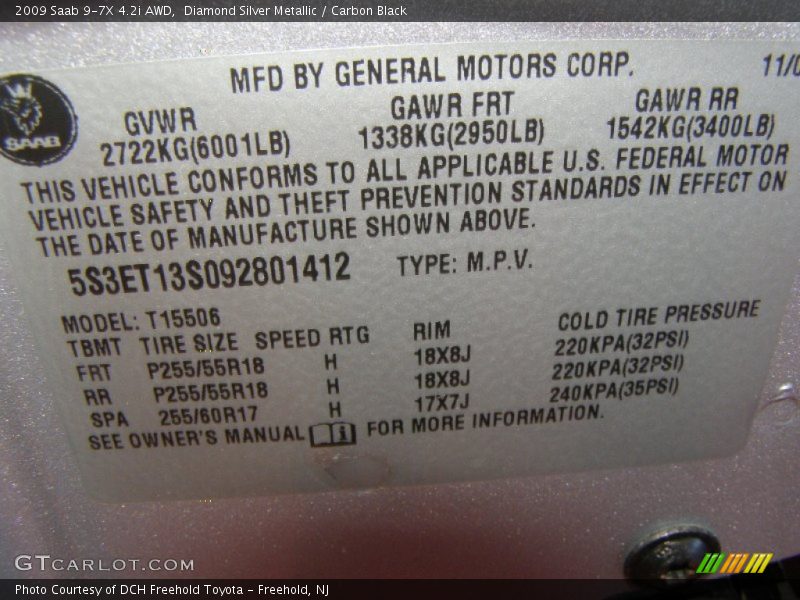 2009 Saab 9-7X 4.2i AWD,  Diamond Silver Metallic / Carbon Black
MFD BY GENERAL MOTORS CORP. 11/0
SAAB
GVWR GAWR FRT GAWR RR
2722KG(6001LB) 1338KG(2950LB) 1542KG(3400LB)
THIS VEHICLE CONFORMS TO ALL APPLICABLE U.S. FEDERAL MOTOR
VEHICLE SAFETY AND THEFT PREVENTION STANDARDS IN EFFECT ON
THE DATE OF MANUFACTURE SHOWN ABOVE.
5S3ET13S092801412 TYPE: M.P.V.
MODEL: T15506
TBMT TIRE SIZE SPEED RTG RIM COLD TIRE PRESSURE
FRT P255/55R18 H 18X8J 220KPA(32PSI)
RR P255/55R18 H 18X8J 220KPA(32PSI)
SPA 255/60R17 H 17X7J 240KPA(35PSI)
SEE OWNER'S MANUAL i FOR MORE INFORMATION.
GTCARLOT.COM
Photo Courtesy of DCH Freehold Toyota - Freehold, NJ